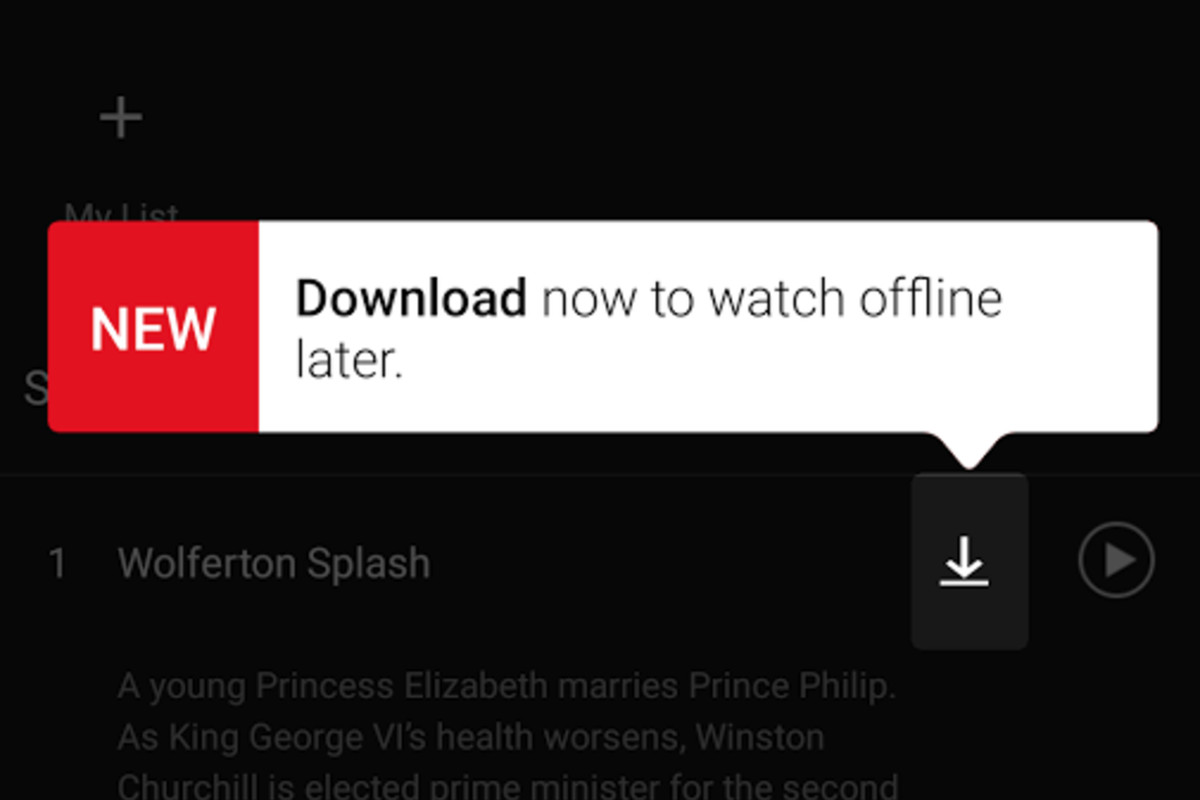 My List
NEW
Download now to watch offline
later.
S
1 Wolferton Splash
A young Princess Elizabeth marries Prince Philip.
As King George VI’s health worsens, Winston
Churchill is elected prime minister for the second